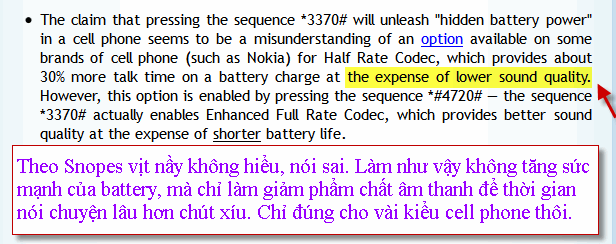 • The claim that pressing the sequence *3370# will unleash "hidden battery power"
in a cell phone seems to be a misunderstanding of an option available on some
brands of cell phone (such as Nokia) for Half Rate Codec, which provides about
30% more talk time on a battery charge at the expense of lower sound quality.
However, this option is enabled by pressing the sequence *#4720# — the sequence
*3370# actually enables Enhanced Full Rate Codec, which provides better sound
quality at the expense of shorter battery life.
Theo Snopes vịt nầy không hiểu, nói sai. Làm như vậy không tăng sức
mạnh của battery, mà chỉ làm giảm phẩm chất âm thanh để thời gian
nói chuyện lâu hơn chút xíu. Chỉ đúng cho vài kiểu cell phone thôi.